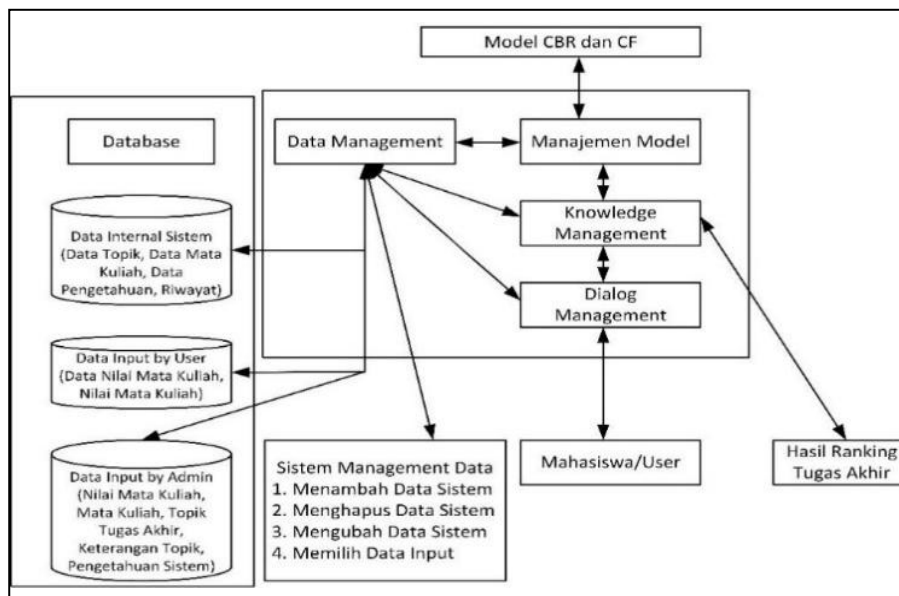 Model CBR dan CF
Database
Data Management
Manajemen Model
Data Internal Sistem
(Data Topik, Data Mata
Kuliah, Data
Pengetahuan, Riwayat)
Knowledge
Management
Dialog
Management
Data Input by User
(Data Nilai Mata Kuliah,
Nilai Mata Kuliah)
Data Input by Admin
(Nilai Mata Kuliah,
Mata Kuliah, Topik
Tugas Akhir,
Keterangan Topik,
Pengetahuan Sistem)
Sistem Management Data
1. Menambah Data Sistem
2. Menghapus Data Sistem
3. Mengubah Data Sistem
4. Memilih Data Input
Mahasiswa/User
Hasil Ranking
Tugas Akhir